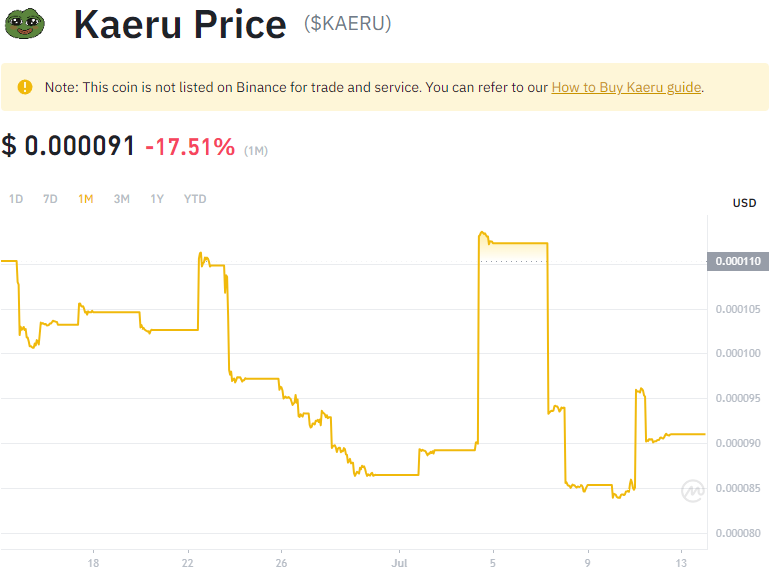 Kaeru Price ($KAERU)
Note: This coin is not listed on Binance for trade and service. You can refer to our How to Buy Kaeru guide.
$ 0.000091 -17.51% (1M)
1D 7D 1M 3M 1Y YTD
USD
0.000110
0.000105
0.000100
0.000095
0.000090
0.000085
0.000080
18 22 26 Jul 5 9 13